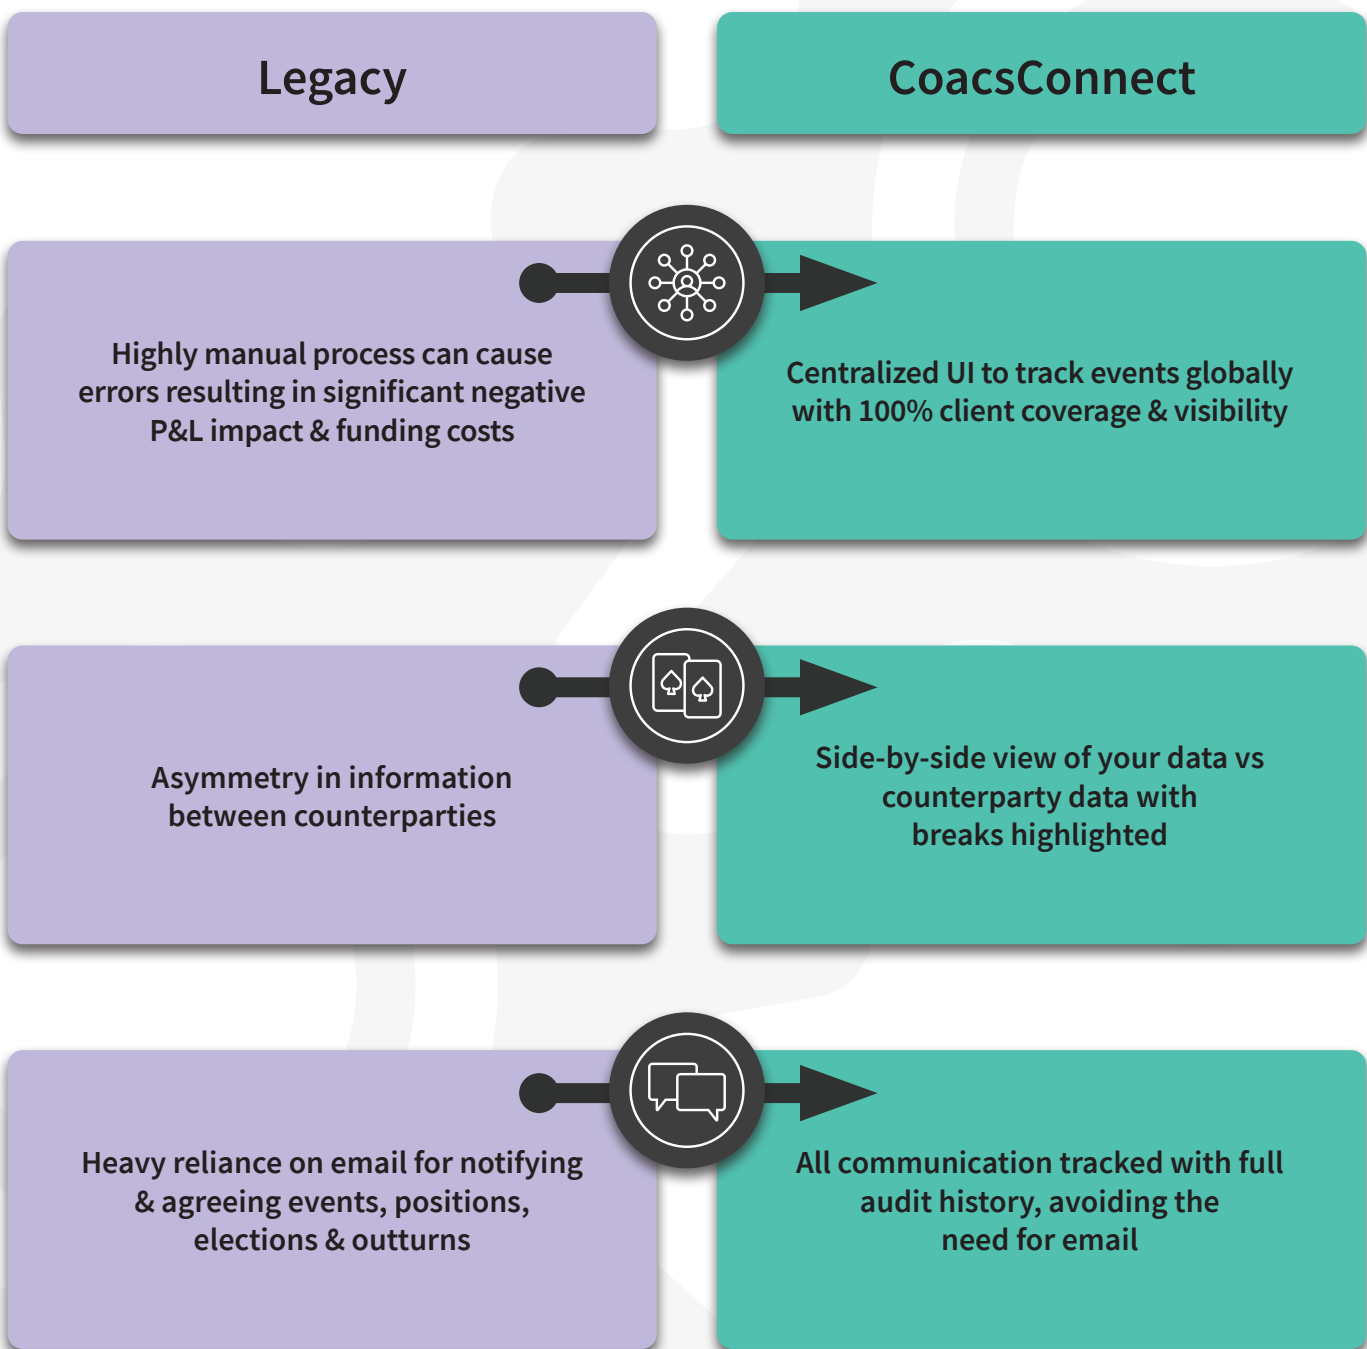 Legacy
CoacsConnect
Highly manual process can cause
errors resulting in significant negative
P&L impact & funding costs
Centralized UI to track events globally
with 100% client coverage & visibility
Asymmetry in information
between counterparties
Side-by-side view of your data vs
counterparty data with
breaks highlighted
Heavy reliance on email for notifying
& agreeing events, positions,
elections & outturns
All communication tracked with full
audit history, avoiding the
need for email